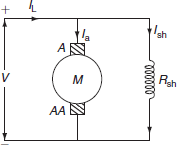 + I_L
I_a I_sh
A
V M R_sh
AA
−